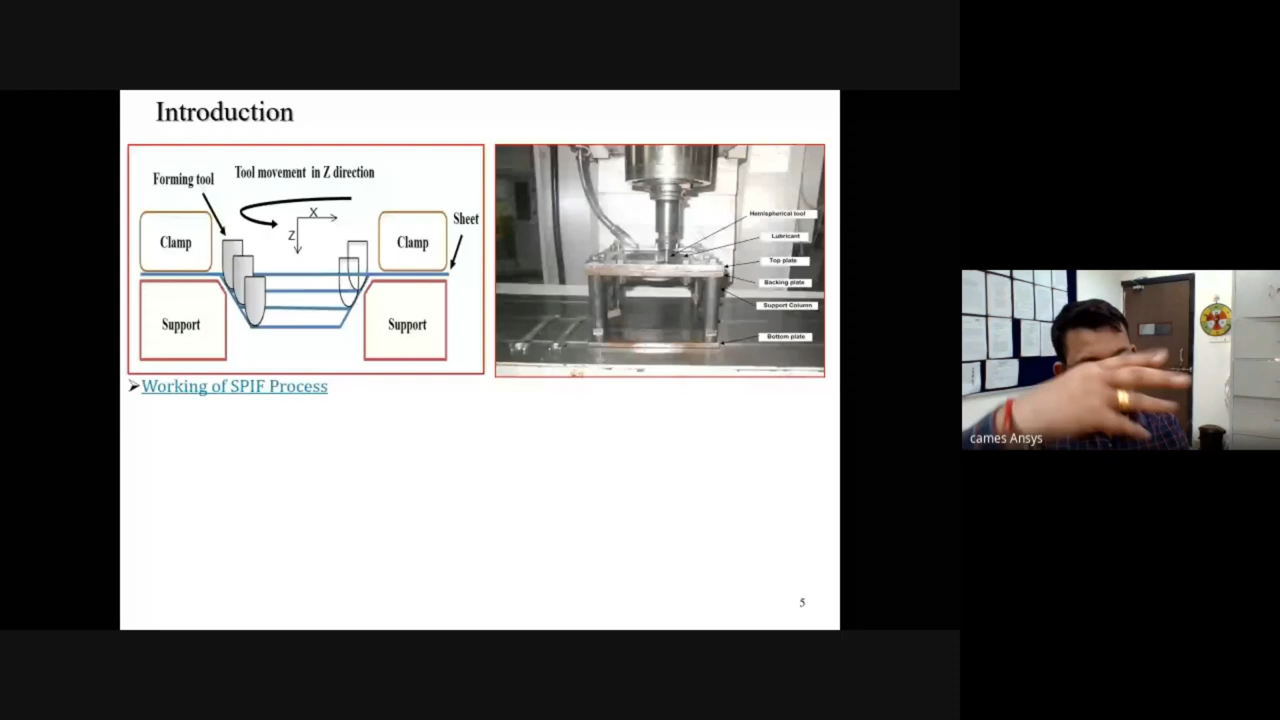 Introduction
Forming tool
Tool movement in Z direction
Clamp
X
Z
Clamp
Sheet
Support
Support
Hemispherical tool
Lubricant
Top plate
Backing plate
Support Column
Bottom plate
➢Working of SPIF Process
5
cames Ansys